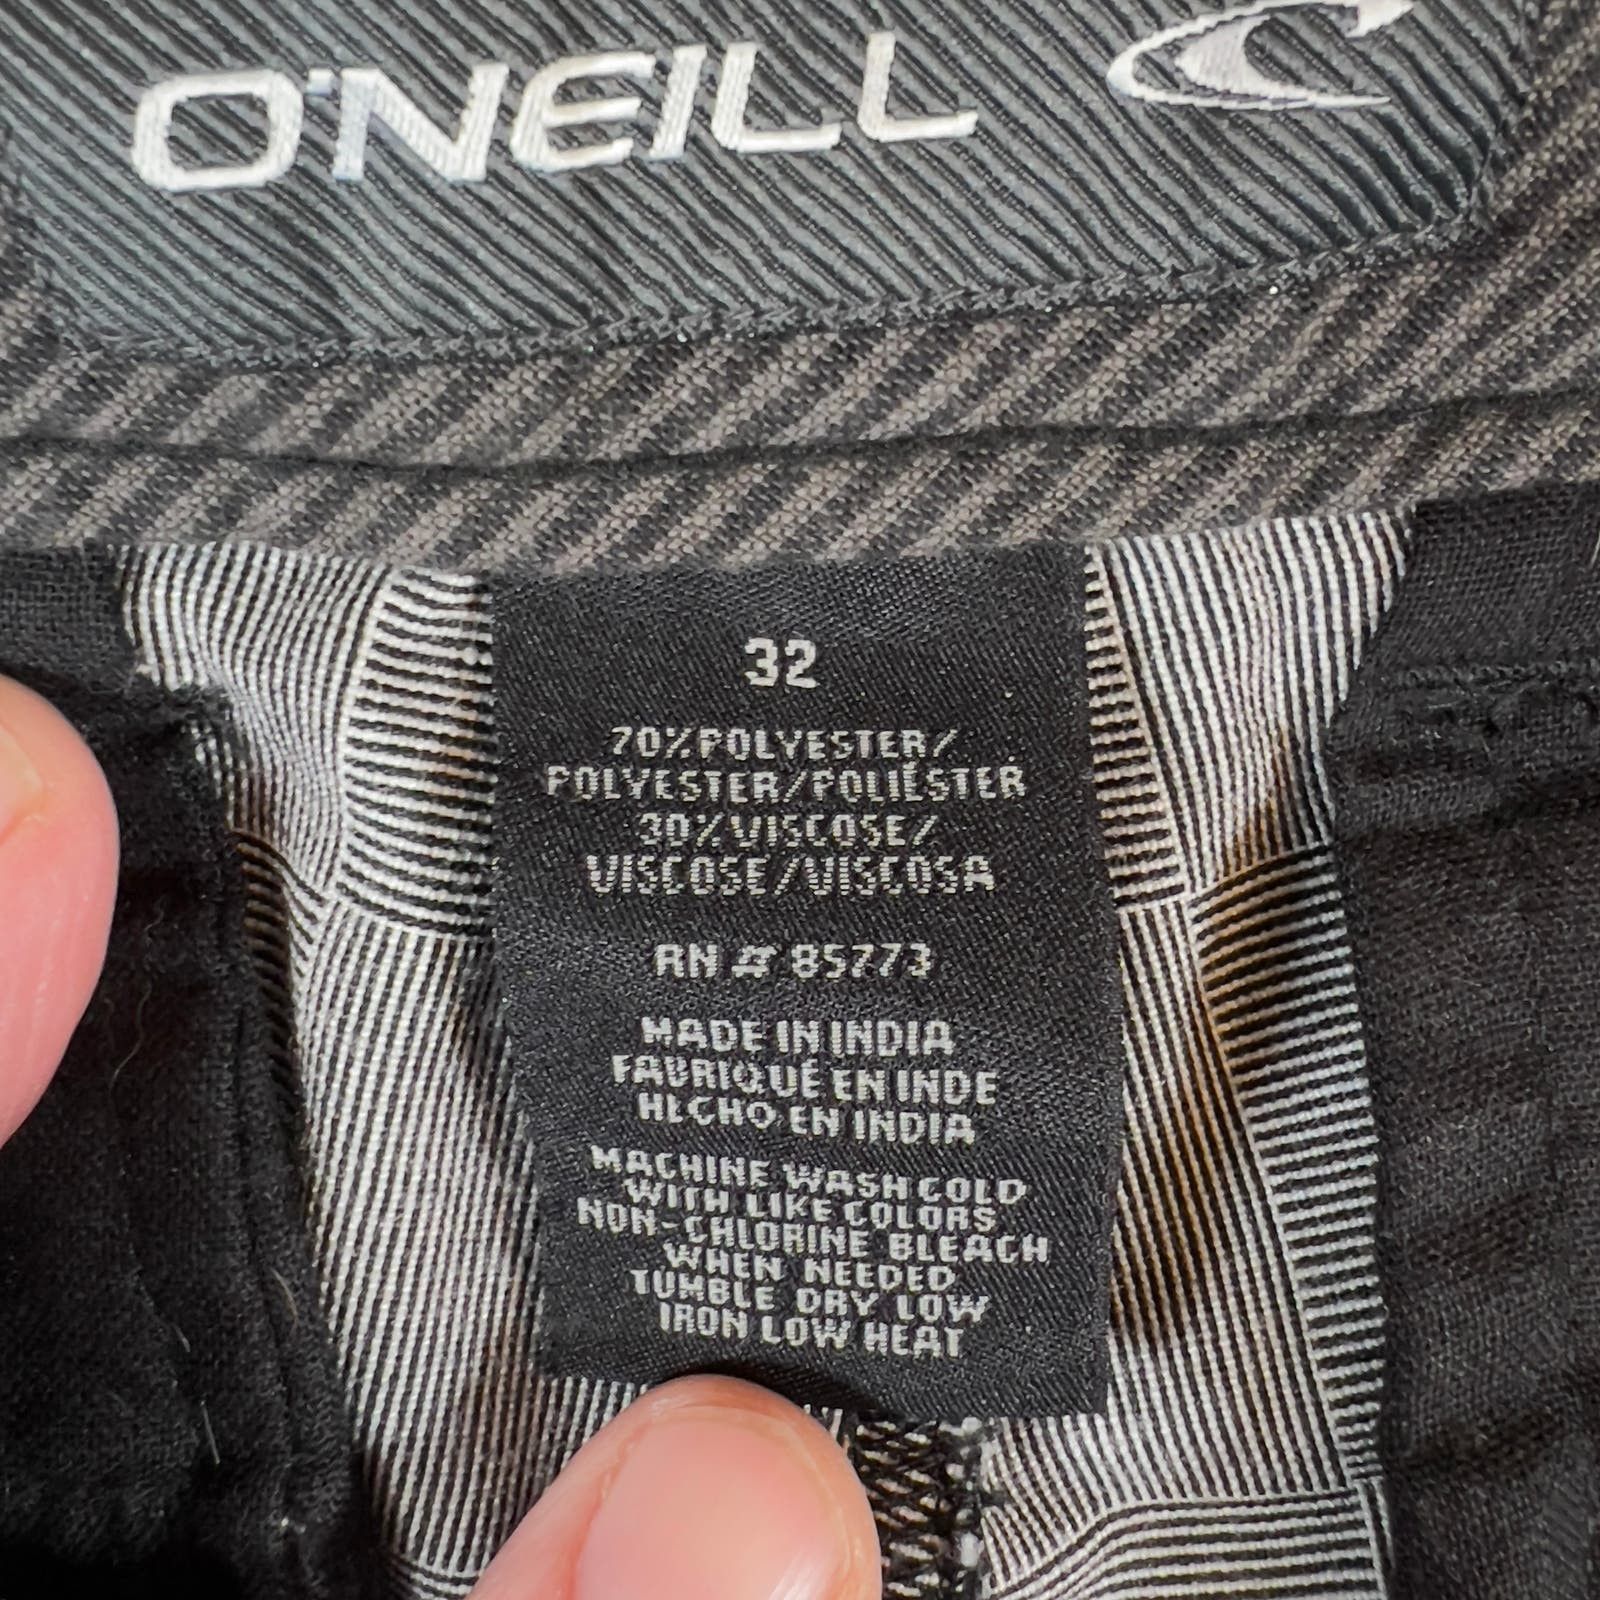 O'NEILL
32
70%POLYESTER/
POLYESTER/POLIÉSTER
30%VISCOSE/
VISCOSE/VISCOSA
RN # 85773
MADE IN INDIA
FABRIQUÉ EN INDE
HECHO EN INDIA
MACHINE WASH COLD
WITH LIKE COLORS
NON-CHLORINE BLEACH
WHEN NEEDED
TUMBLE DRY LOW
IRON LOW HEAT